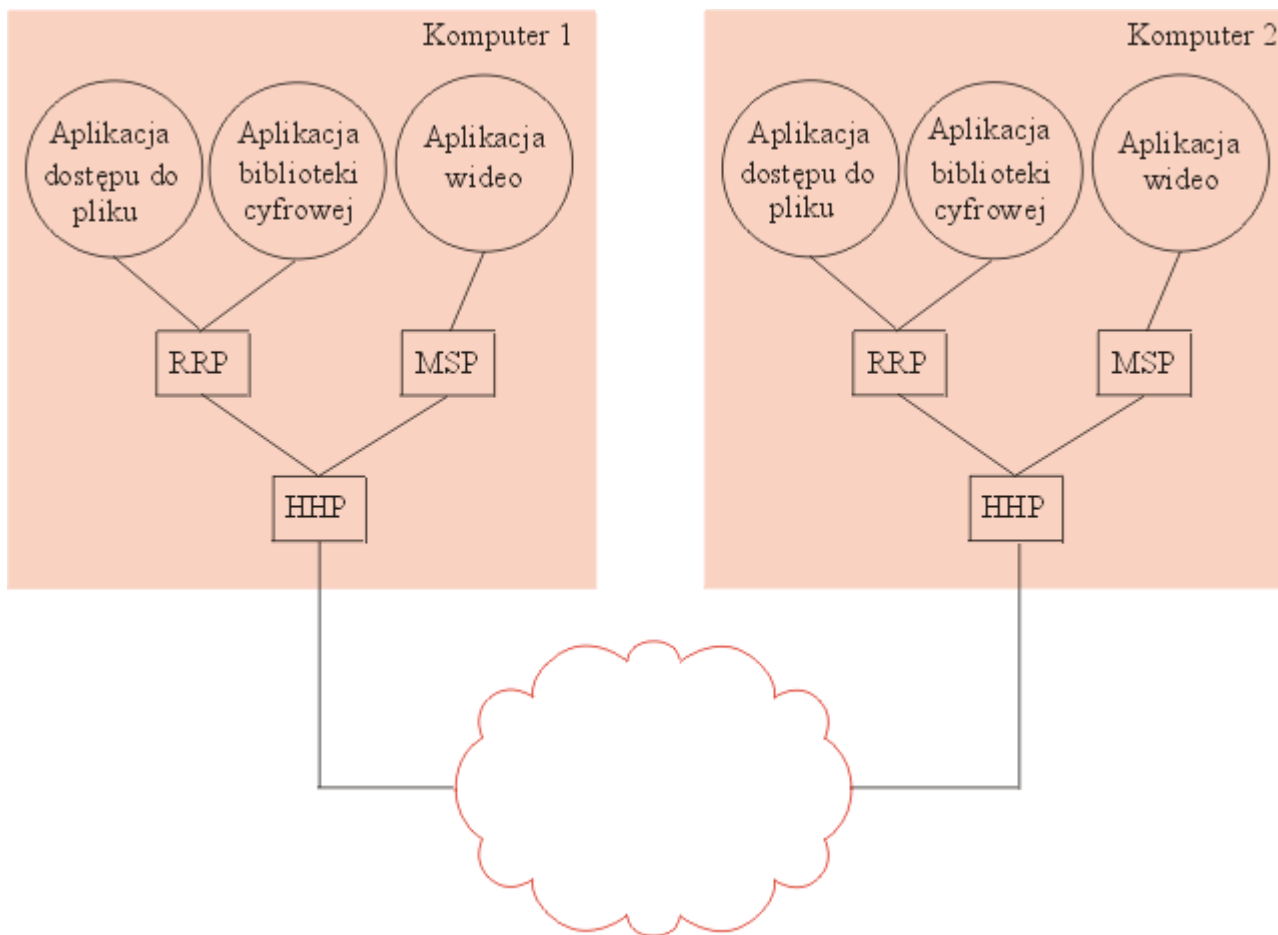 Komputer 1
Aplikacja
dostępu do
pliku
Aplikacja
biblioteki
cyfrowej
Aplikacja
wideo
RRP
MSP
HHP
Komputer 2
Aplikacja
dostępu do
pliku
Aplikacja
biblioteki
cyfrowej
Aplikacja
wideo
RRP
MSP
HHP